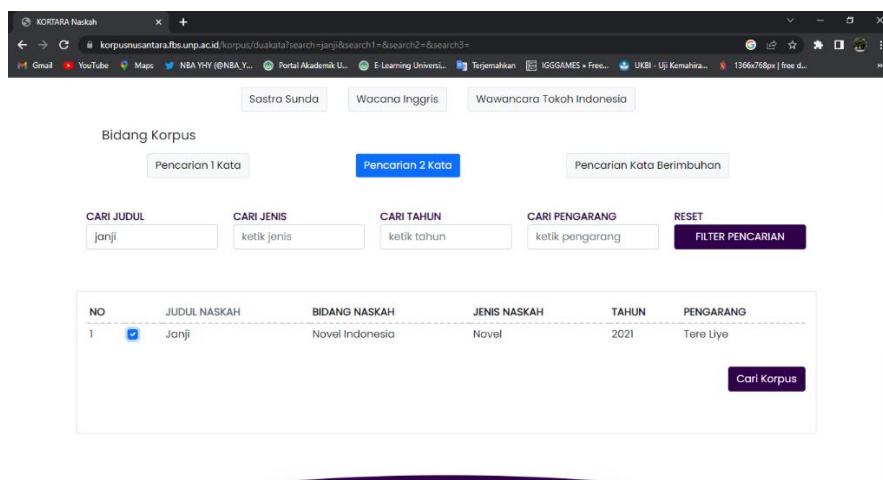 KORTARA Naskah
korpusnusantara.fbs.unp.ac.id/korpus/duakata?search=janji&search1=&search2=&search3=
Gmail YouTube Maps NBA YHY (@NBA_Y... Portal Akademik U... E-Learning Universi... Terjemahkan IGGGAMES » Free... UKBI - Uji Kemahira... 1366x768px | free d...
Sastra Sunda Wacana Inggris Wawancara Tokoh Indonesia
Bidang Korpus
Pencarian 1 Kata Pencarian 2 Kata Pencarian Kata Berimbuhan
CARI JUDUL CARI JENIS CARI TAHUN CARI PENGARANG RESET
janji ketik jenis ketik tahun ketik pengarang FILTER PENCARIAN
NO JUDUL NASKAH BIDANG NASKAH JENIS NASKAH TAHUN PENGARANG
1 Janji Novel Indonesia Novel 2021 Tere Liye
Cari Korpus